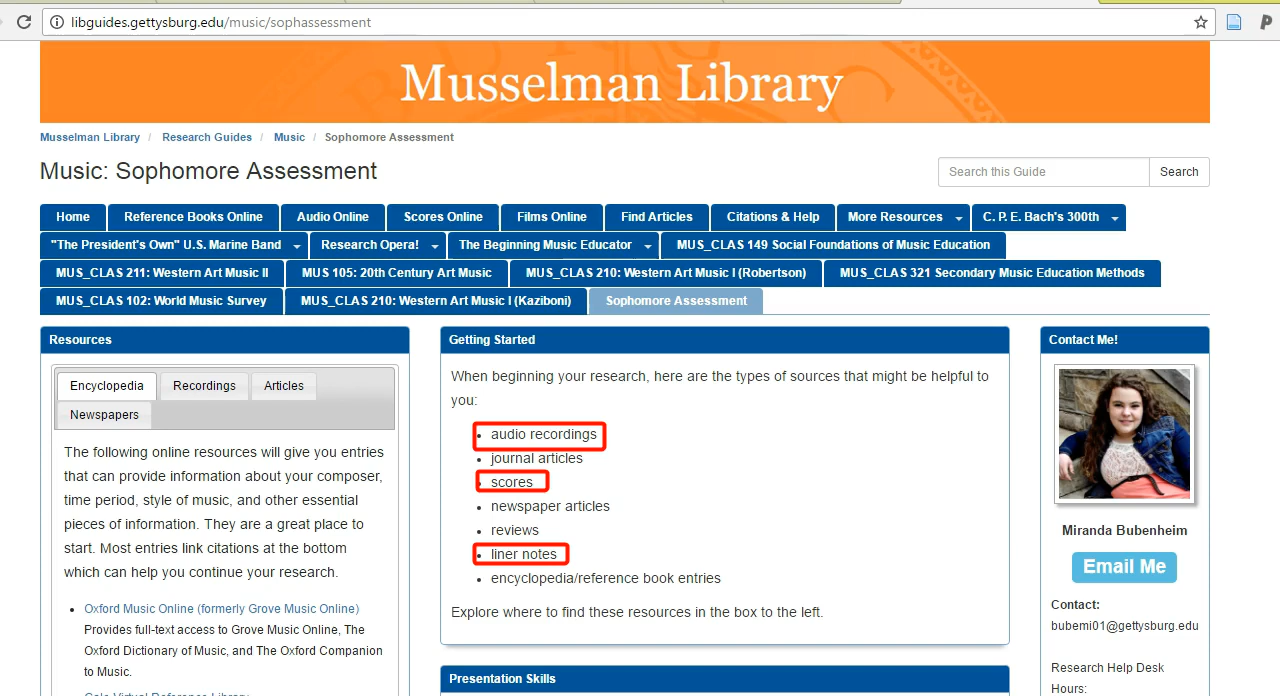 libguides.gettysburg.edu/music/sophassessment
Musselman Library
Musselman Library / Research Guides / Music / Sophomore Assessment
Music: Sophomore Assessment
Search this Guide Search
Home Reference Books Online Audio Online Scores Online Films Online Find Articles Citations & Help More Resources C. P. E. Bach's 300th
"The President's Own" U.S. Marine Band Research Opera! The Beginning Music Educator MUS_CLAS 149 Social Foundations of Music Education
MUS_CLAS 211: Western Art Music II MUS 105: 20th Century Art Music MUS_CLAS 210: Western Art Music I (Robertson) MUS_CLAS 321 Secondary Music Education Methods
MUS_CLAS 102: World Music Survey MUS_CLAS 210: Western Art Music I (Kaziboni) Sophomore Assessment
Resources
Encyclopedia Recordings Articles
Newspapers
The following online resources will give you entries
that can provide information about your composer,
time period, style of music, and other essential
pieces of information. They are a great place to
start. Most entries link citations at the bottom
which can help you continue your research.
• Oxford Music Online (formerly Grove Music Online)
Provides full-text access to Grove Music Online, The
Oxford Dictionary of Music, and The Oxford Companion
to Music.
Gale Virtual Reference Library
Getting Started
When beginning your research, here are the types of sources that might be helpful to
you:
• audio recordings
• journal articles
• scores
• newspaper articles
• reviews
• liner notes
• encyclopedia/reference book entries
Explore where to find these resources in the box to the left.
Presentation Skills
Contact Me!
Miranda Bubenheim
Email Me
Contact:
bubemi01@gettysburg.edu
Research Help Desk
Hours: